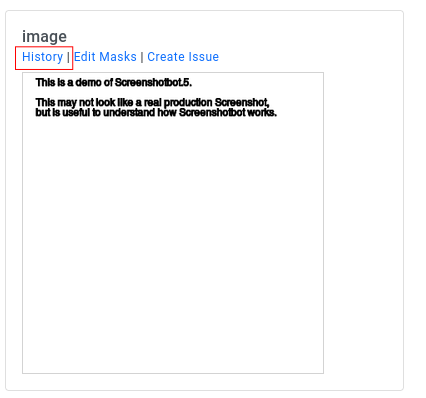 image
History | Edit Masks | Create Issue
This is a demo of Screenshotbot.5.
This may not look like a real production Screenshot,
but is useful to understand how Screenshotbot works.